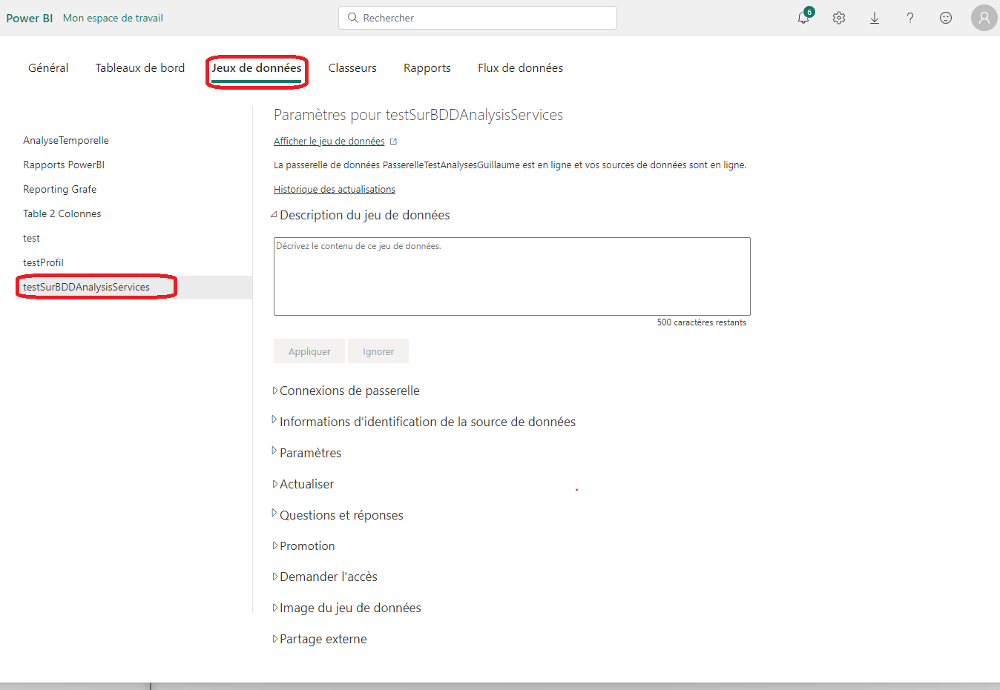 Power BI Mon espace de travail
Rechercher
6
Général Tableaux de bord Jeux de données Classeurs Rapports Flux de données
AnalyseTemporelle
Rapports PowerBI
Reporting Grafe
Table 2 Colonnes
test
testProfil
testSurBDDAnalysisServices
Paramètres pour testSurBDDAnalysisServices
Afficher le jeu de données
La passerelle de données PasserelleTestAnalysesGuillaume est en ligne et vos sources de données sont en ligne.
Historique des actualisations
Description du jeu de données
Décrivez le contenu de ce jeu de données.
500 caractères restants
Appliquer Ignorer
Connexions de passerelle
Informations d'identification de la source de données
Paramètres
Actualiser
Questions et réponses
Promotion
Demander l'accès
Image du jeu de données
Partage externe